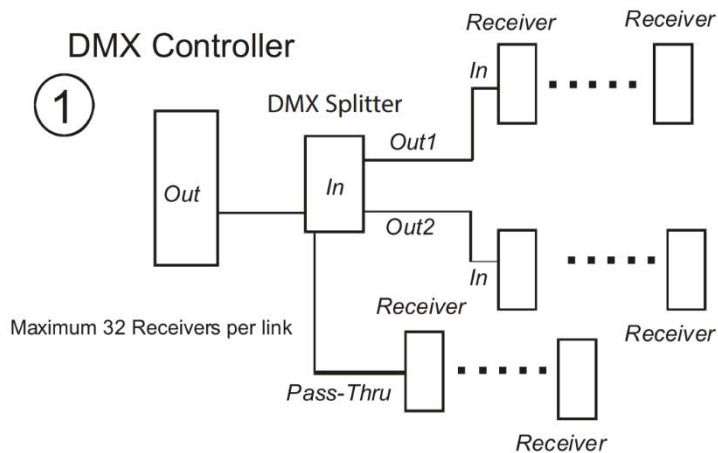 DMX Controller
1
DMX Splitter
Receiver
Receiver
In
Out1
Out
In
Out2
In
Receiver
Receiver
Maximum 32 Receivers per link
Pass-Thru
Receiver